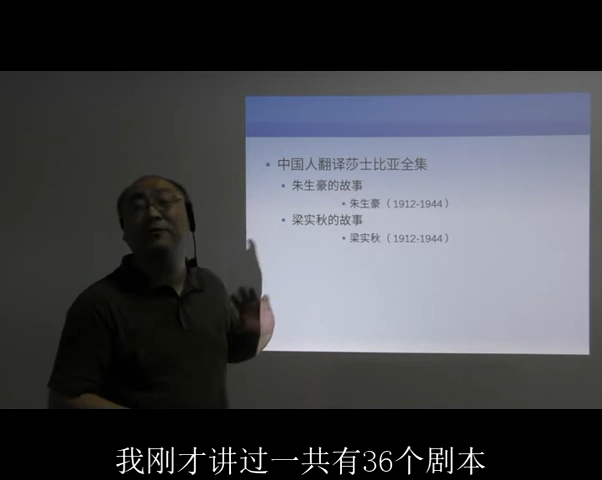 中国人翻译莎士比亚全集
朱生豪的故事
朱生豪（1912-1944）
梁实秋的故事
梁实秋（1912-1944）
我刚才讲过一共有36个剧本